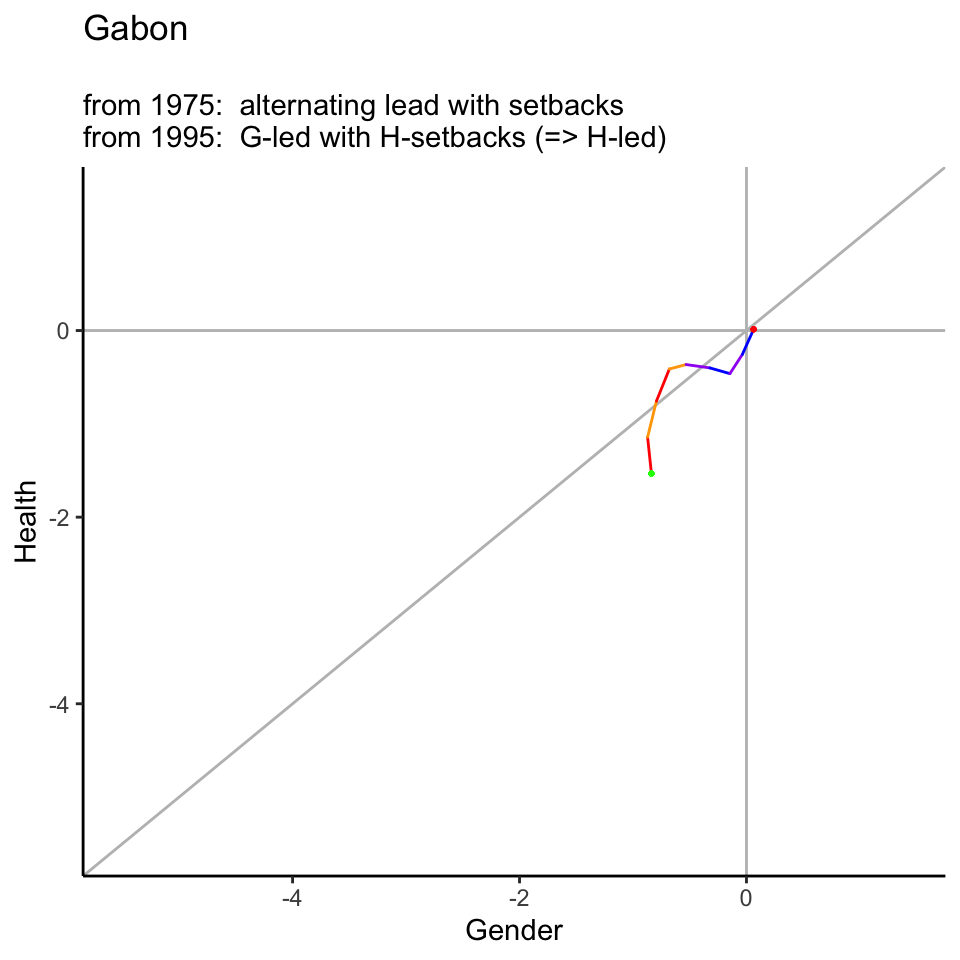 Gabon
from 1975:  alternating lead with setbacks
from 1995:  G-led with H-setbacks (=> H-led)
0
-2
-4
Health
-4
-2
0
Gender